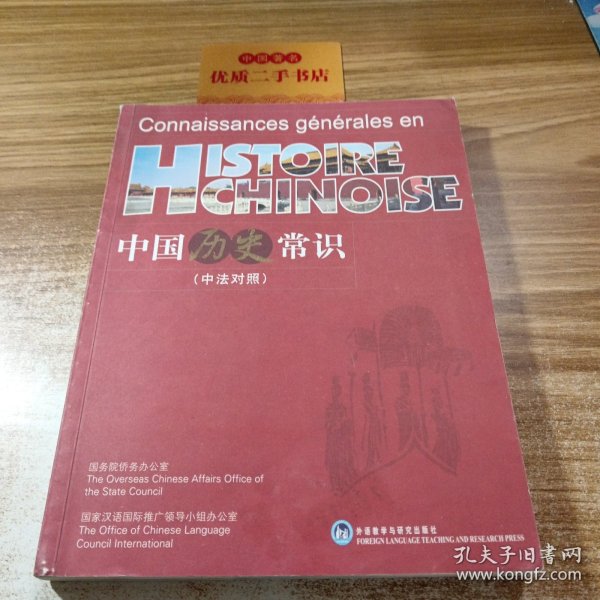 中国著名
优质二手书店
Connaissances générales en
HISTOIRE
CHINOISE
中国历史常识
(中法对照)
国务院侨务办公室
The Overseas Chinese Affairs Office of
the State Council
国家汉语国际推广领导小组办公室
The Office of Chinese Language
Council International
外语教学与研究出版社
FOREIGN LANGUAGE TEACHING AND RESEARCH PRESS
孔夫子旧书网
www.kongfz.com